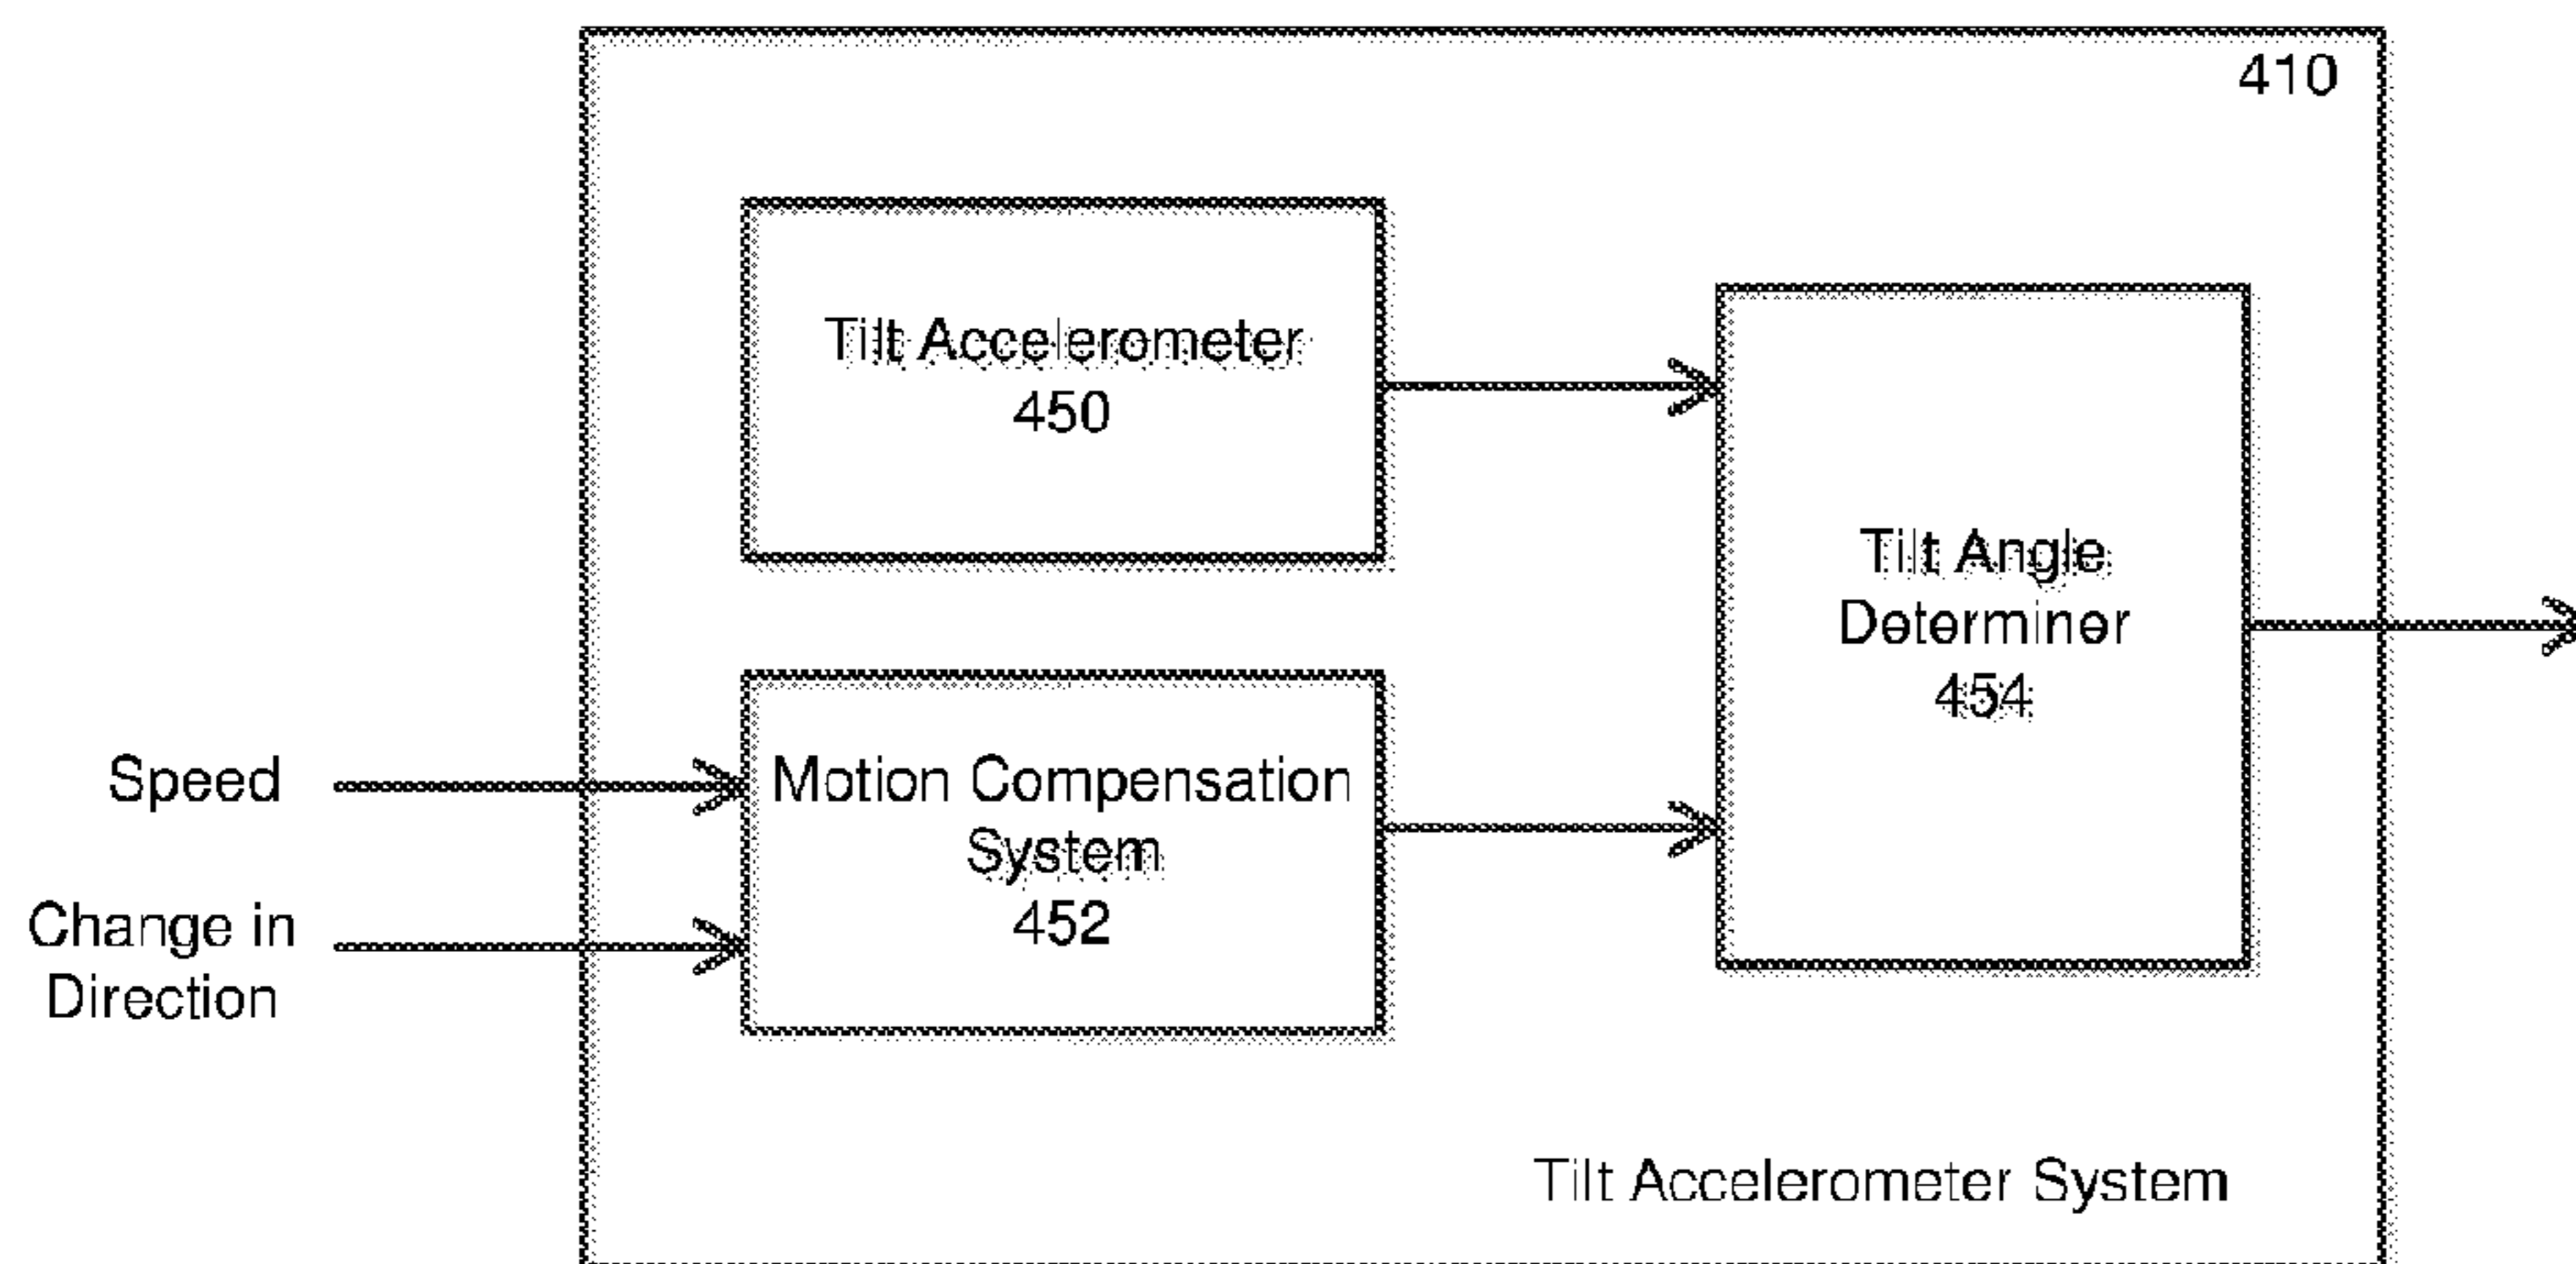 410
Tilt Accelerometer
450
Tilt Angle
Determiner
454
Speed
Motion Compensation
System
452
Change in
Direction
Tilt Accelerometer System